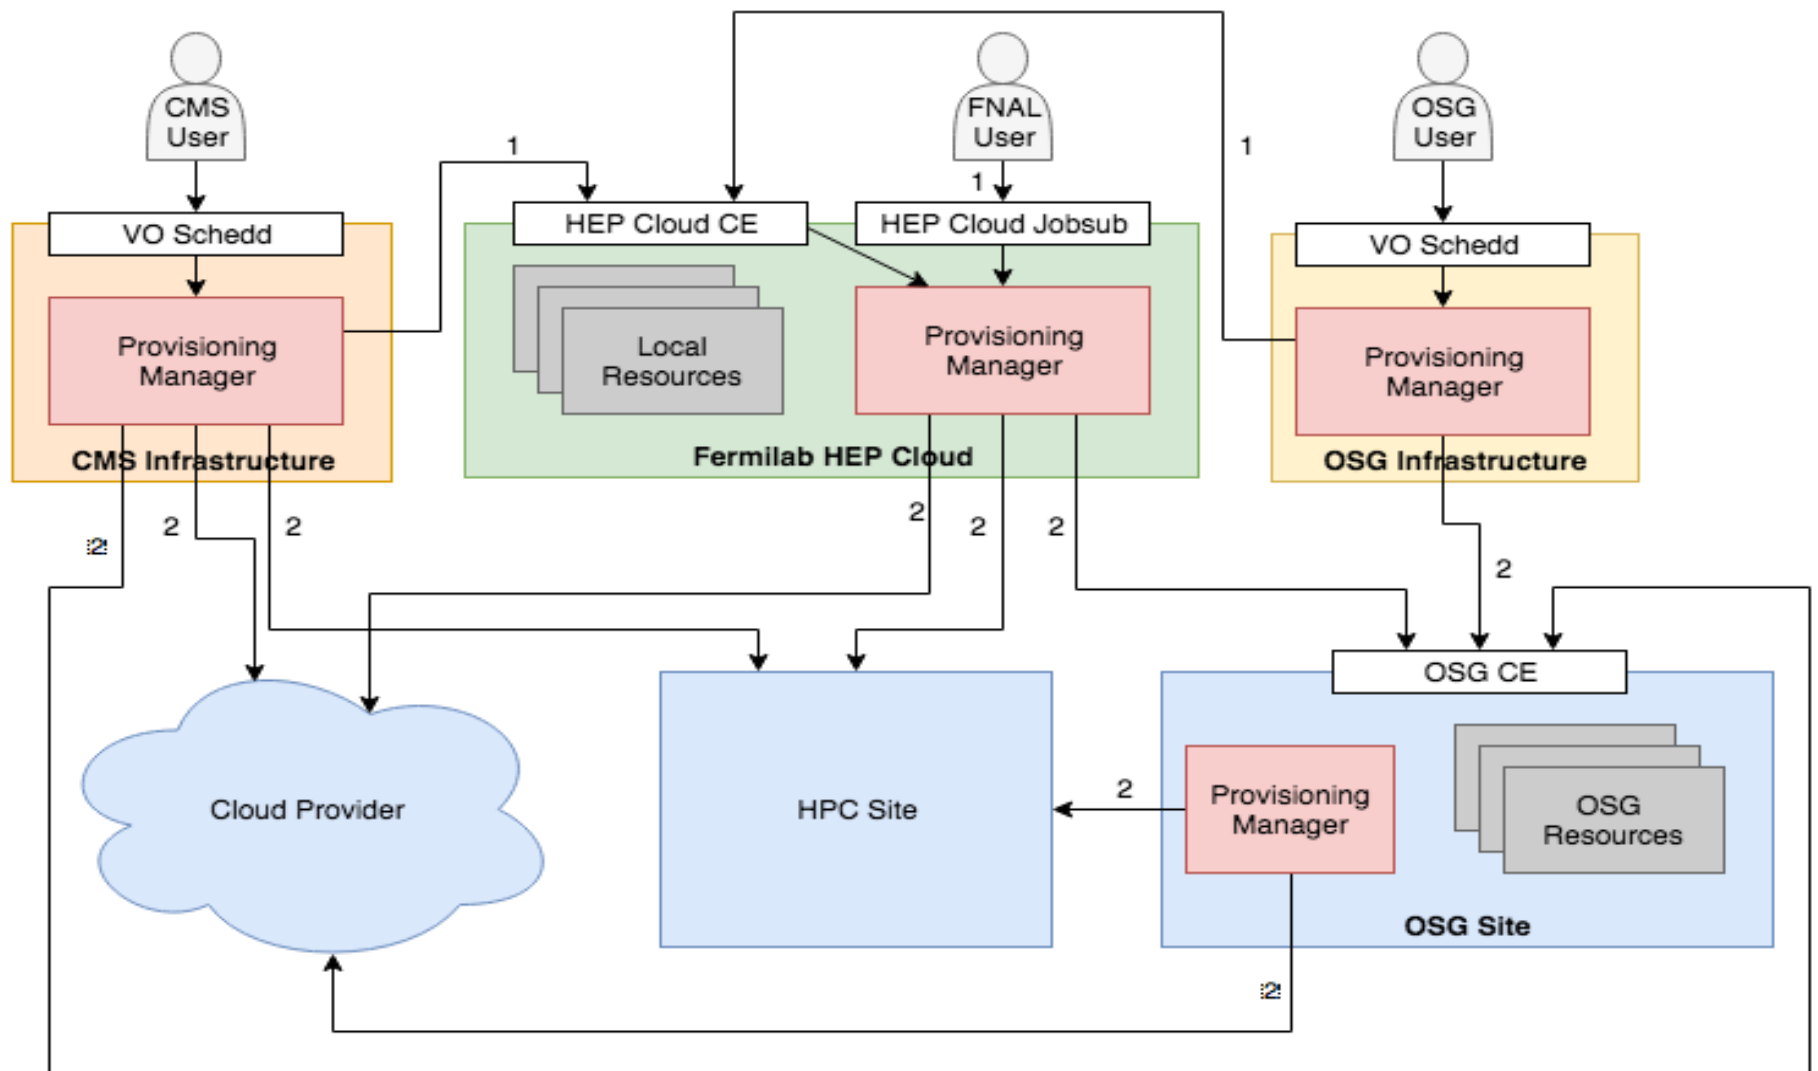 CMS
User
FNAL
User
OSG
User
1
1
1
VO Schedd
HEP Cloud CE
HEP Cloud Jobsub
VO Schedd
Provisioning
Manager
Local
Resources
Provisioning
Manager
Provisioning
Manager
CMS Infrastructure
Fermilab HEP Cloud
OSG Infrastructure
2
2
2
2
2
2
2
OSG CE
Cloud Provider
HPC Site
2
Provisioning
Manager
OSG
Resources
OSG Site
2